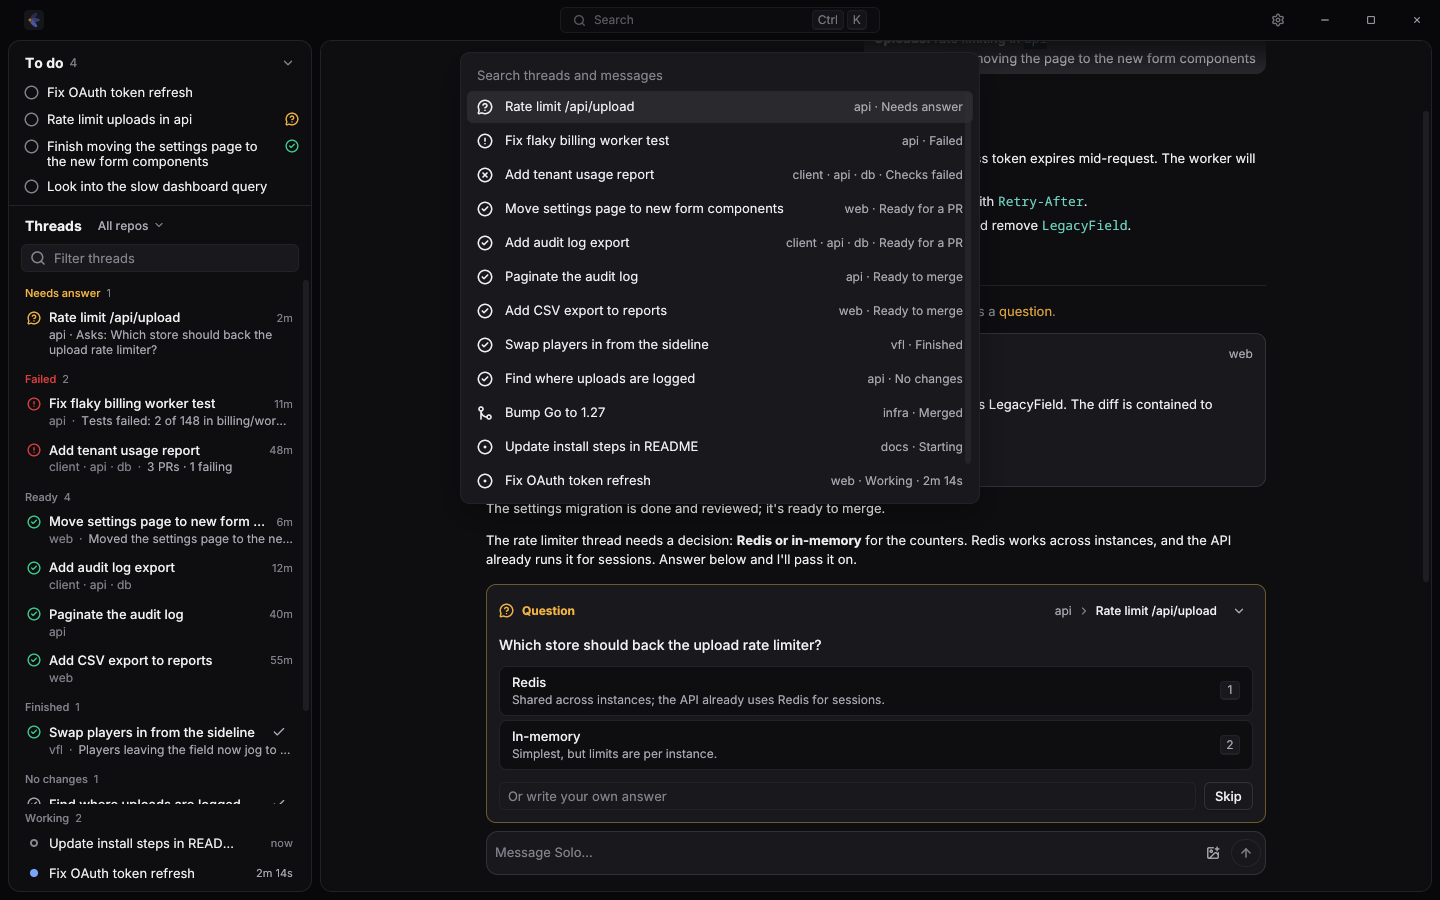 Search
Ctrl
K
To do 4
Fix OAuth token refresh
Rate limit uploads in api
Finish moving the settings page to
the new form components
Look into the slow dashboard query
Threads
All repos
Filter threads
Needs answer 1
Rate limit /api/upload
2m
api · Asks: Which store should back the
upload rate limiter?
Failed 2
Fix flaky billing worker test
11m
api · Tests failed: 2 of 148 in billing/wor...
Add tenant usage report
48m
client · api · db · 3 PRs · 1 failing
Ready 4
Move settings page to new form ...
6m
web · Moved the settings page to the ne...
Add audit log export
12m
client · api · db
Paginate the audit log
40m
api
Add CSV export to reports
55m
web
Finished 1
Swap players in from the sideline
vfl · Players leaving the field now jog to ...
No changes 1
Find where uploads are logged
Working 2
Update install steps in READ...
now
Fix OAuth token refresh
2m 14s
Search threads and messages
Rate limit /api/upload
api · Needs answer
Fix flaky billing worker test
api · Failed
Add tenant usage report
client · api · db · Checks failed
Move settings page to new form components
web · Ready for a PR
Add audit log export
client · api · db · Ready for a PR
Paginate the audit log
api · Ready to merge
Add CSV export to reports
web · Ready to merge
Swap players in from the sideline
vfl · Finished
Find where uploads are logged
api · No changes
Bump Go to 1.27
infra · Merged
Update install steps in README
docs · Starting
Fix OAuth token refresh
web · Working · 2m 14s
moving the page to the new form components
s token expires mid-request. The worker will
ith Retry-After.
d remove LegacyField.
s a question.
web
s LegacyField. The diff is contained to
The settings migration is done and reviewed; it's ready to merge.
The rate limiter thread needs a decision: Redis or in-memory for the counters. Redis works across instances, and the API
already runs it for sessions. Answer below and I'll pass it on.
Question
api > Rate limit /api/upload
Which store should back the upload rate limiter?
Redis
Shared across instances; the API already uses Redis for sessions.
1
In-memory
Simplest, but limits are per instance.
2
Or write your own answer
Skip
Message Solo...